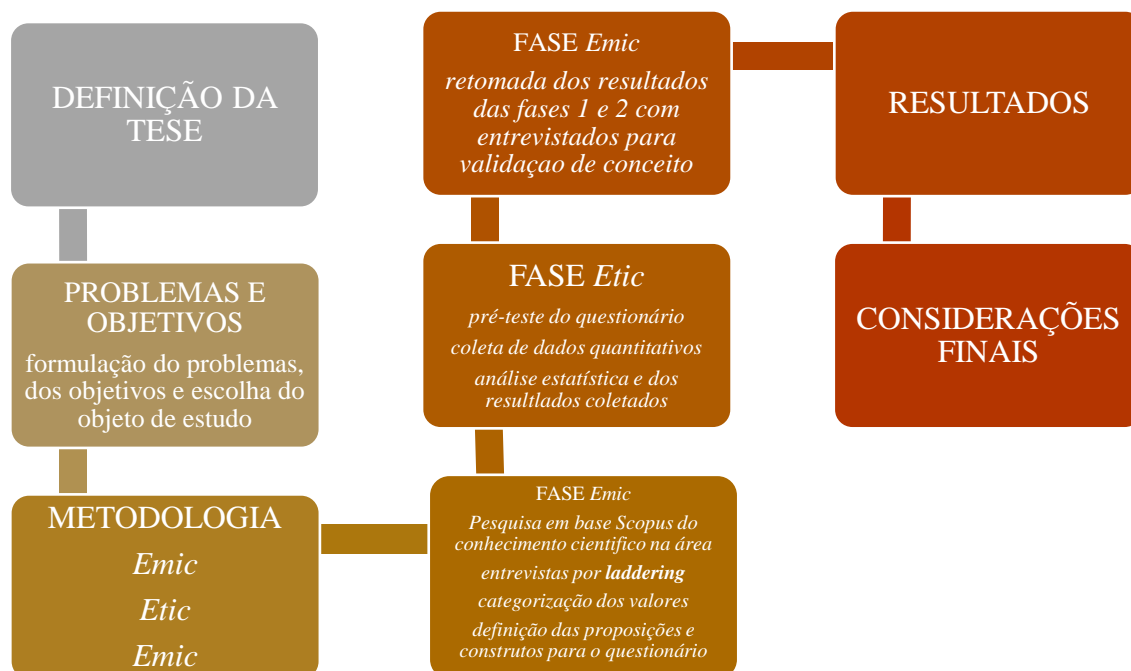 DEFINIÇÃO DA
TESE
PROBLEMAS E
OBJETIVOS
formulação do problemas,
dos objetivos e escolha do
objeto de estudo
METODOLOGIA
Emic
Etic
Emic
FASE Emic
Pesquisa em base Scopus do
conhecimento cientifico na área
entrevistas por laddering
categorização dos valores
definição das proposições e
construtos para o questionário
FASE Etic
pré-teste do questionário
coleta de dados quantitativos
análise estatística e dos
resultlados coletados
FASE Emic
retomada dos resultados
das fases 1 e 2 com
entrevistados para
validaçao de conceito
RESULTADOS
CONSIDERAÇÕES
FINAIS